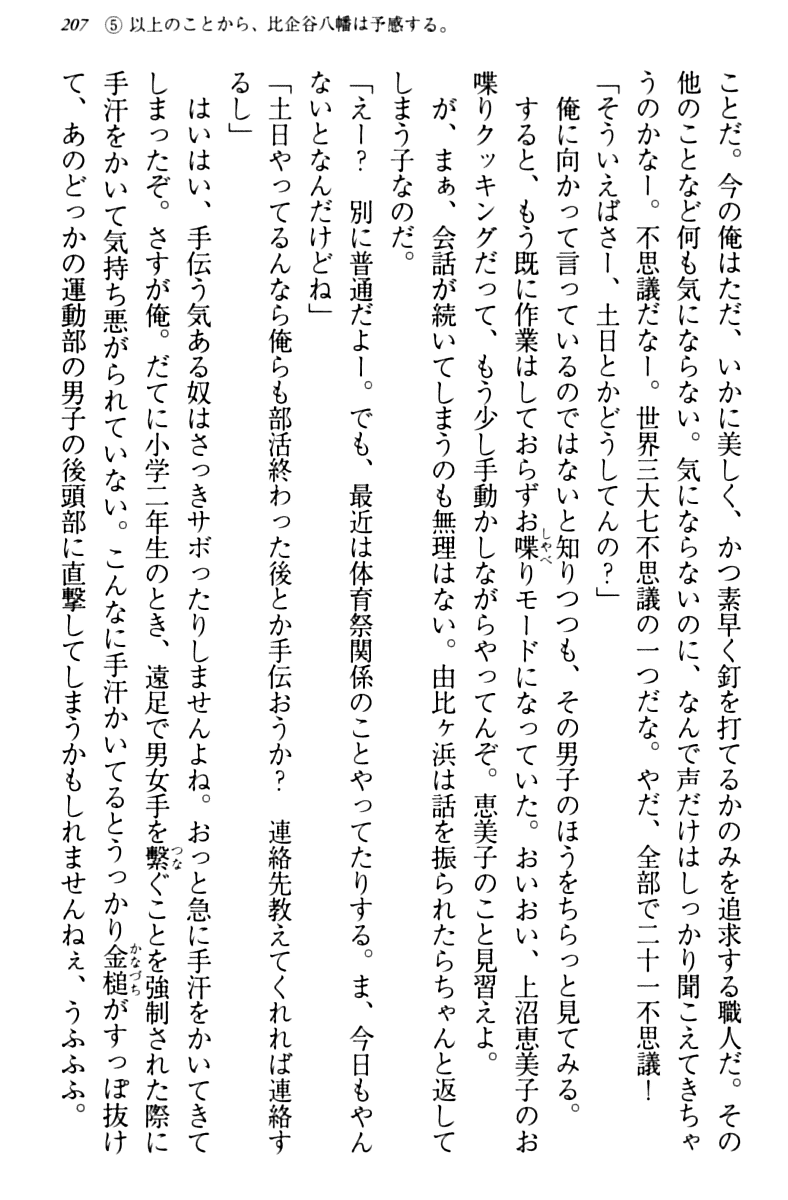 207 ⑤ 以上のことから、比企谷八幡は予感する。
ことだ。今の俺はただ、いかに美しく、かつ素早く釘を打てるかのみを追求する職人だ。その
他のことなど何も気にならない。気にならないのに、なんで声だけはしっかり聞こえてきちゃ
うのかなー。不思議だなー。世界三大七不思議の一つだな。やだ、全部で二十一不思議！
「そういえばさー、土日とかどうしてんの？」
俺に向かって言っているのではないと知りつつも、その男子のほうをちらっと見てみる。
すると、もう既に作業はしておらずお喋りモードになっていた。おいおい、上沼恵美子のお
喋りクッキングだって、もう少し手動かしながらやってんぞ。恵美子のこと見習えよ。
が、まぁ、会話が続いてしまうのも無理はない。由比ヶ浜は話を振られたらちゃんと返して
しまう子なのだ。
「えー？　別に普通だよー。でも、最近は体育祭関係のことやってたりする。ま、今日もやん
ないとなんだけどね」
「土日やってるんなら俺らも部活終わった後とか手伝おうか？　連絡先教えてくれれば連絡す
るし」
はいはい、手伝う気ある奴はさっきサボったりしませんよね。おっと急に手汗をかいてきて
しまったぞ。さすが俺。だてに小学二年生のとき、遠足で男女手を繫ぐことを強制された際に
手汗をかいて気持ち悪がられていない。こんなに手汗かいてるとうっかり金槌がすっぽ抜け
て、あのどっかの運動部の男子の後頭部に直撃してしまうかもしれませんねぇ、うふふふ。